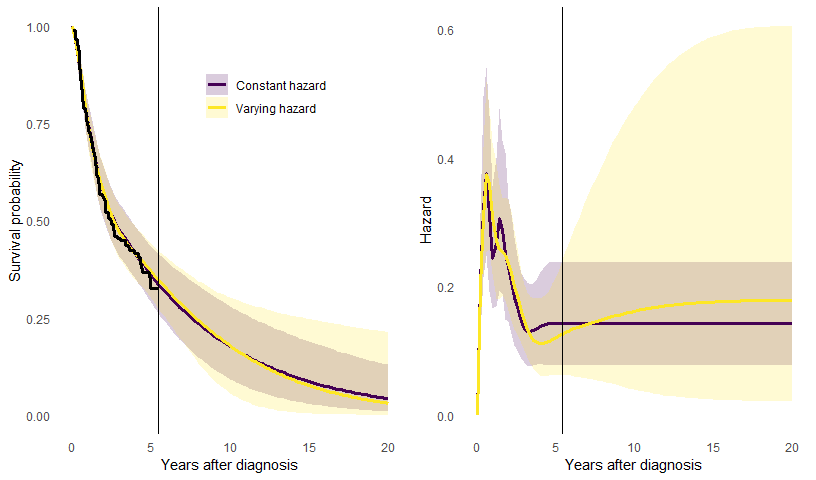 1.00
0.75
0.50
0.25
0.00
Survival probability
Constant hazard
Varying hazard
0 5 10 15 20
Years after diagnosis
0.6
0.4
0.2
0.0
Hazard
0 5 10 15 20
Years after diagnosis